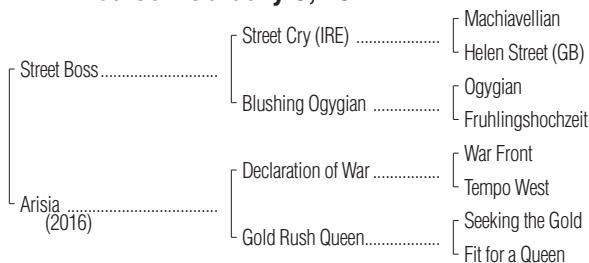 Street Boss
Arisia
(2016)
Street Cry (IRE)
Blushing Ogygian
Declaration of War
Gold Rush Queen
Machiavellian
Helen Street (GB)
Ogygian
Fruhlingshochzeit
War Front
Tempo West
Seeking the Gold
Fit for a Queen